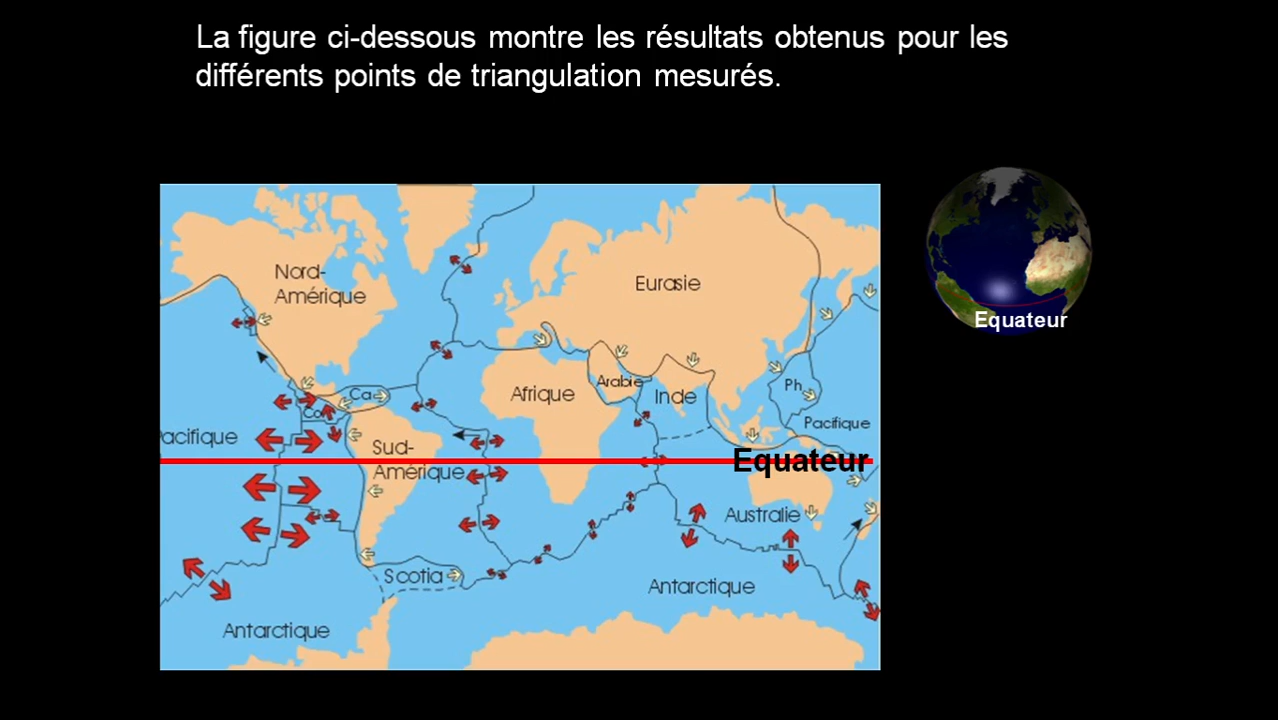 La figure ci-dessous montre les résultats obtenus pour les
différents points de triangulation mesurés.
Nord-
Amérique
Eurasie
Equateur
Afrique
Arabie
Inde
Ph
Ca
Co
Pacifique
acifique
Sud-
Amérique
Equateur
Australie
Scotia
Antarctique
Antarctique